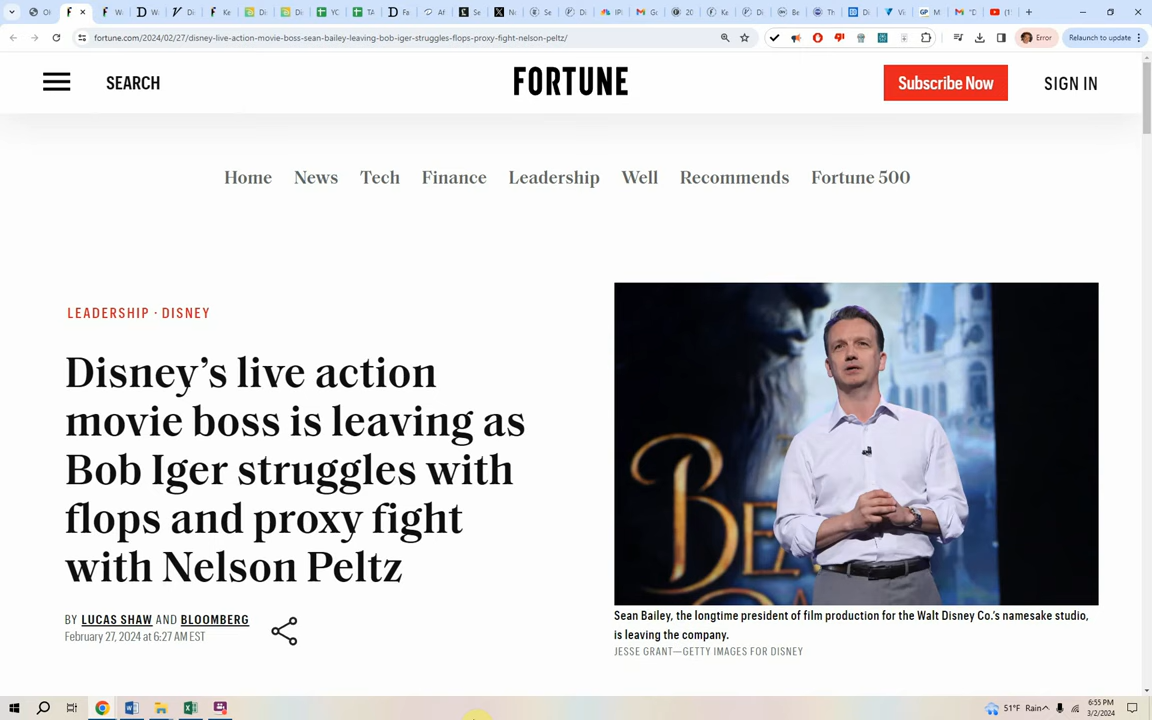 fortune.com/2024/02/27/disney-live-action-movie-boss-sean-bailey-leaving-bob-iger-struggles-flops-proxy-fight-nelson-peltz/
Error
Relaunch to update
SEARCH
FORTUNE
Subscribe Now
SIGN IN
Home News Tech Finance Leadership Well Recommends Fortune 500
LEADERSHIP · DISNEY
Disney's live action
movie boss is leaving as
Bob Iger struggles with
flops and proxy fight
with Nelson Peltz
BY LUCAS SHAW AND BLOOMBERG
February 27, 2024 at 6:27 AM EST
Sean Bailey, the longtime president of film production for the Walt Disney Co.'s namesake studio,
is leaving the company.
JESSE GRANT—GETTY IMAGES FOR DISNEY
51°F Rain
6:55 PM
3/2/2024